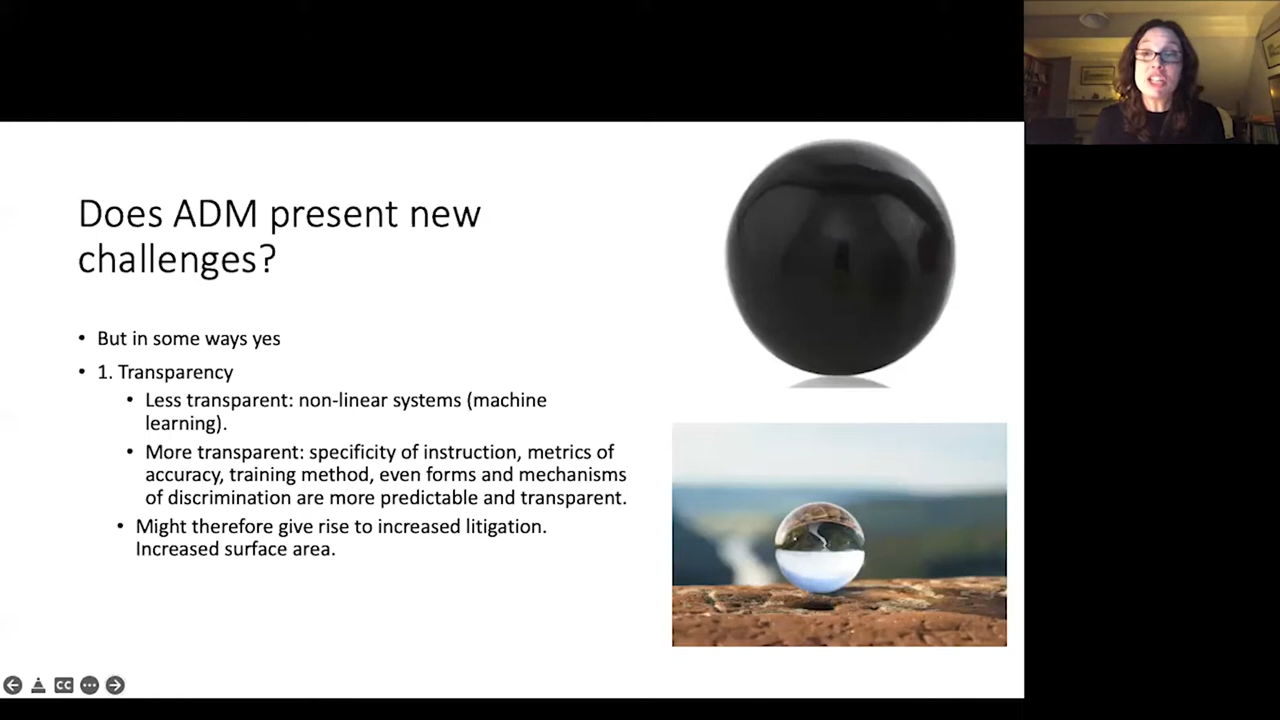 Does ADM present new
challenges?
• But in some ways yes
• 1. Transparency
• Less transparent: non-linear systems (machine
learning).
• More transparent: specificity of instruction, metrics of
accuracy, training method, even forms and mechanisms
of discrimination are more predictable and transparent.
• Might therefore give rise to increased litigation.
Increased surface area.
CC